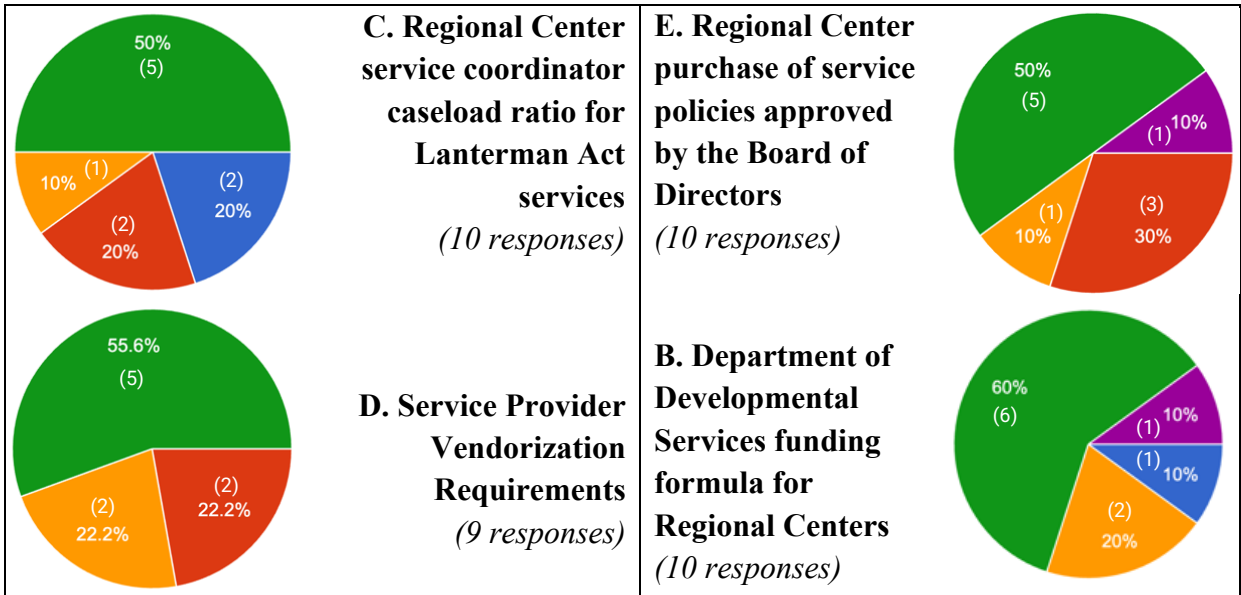 50%
(5)
(1)
10%
(2)
20%
(2)
20%
C. Regional Center
service coordinator
caseload ratio for
Lanterman Act
services
(10 responses)
E. Regional Center
purchase of service
policies approved
by the Board of
Directors
(10 responses)
50%
(5)
(1) 10%
(1)
10%
(3)
30%
55.6%
(5)
(2)
22.2%
(2)
22.2%
D. Service Provider
Vendorization
Requirements
(9 responses)
B. Department of
Developmental
Services funding
formula for
Regional Centers
(10 responses)
60%
(6)
10%
(1)
(1)
10%
(2)
20%